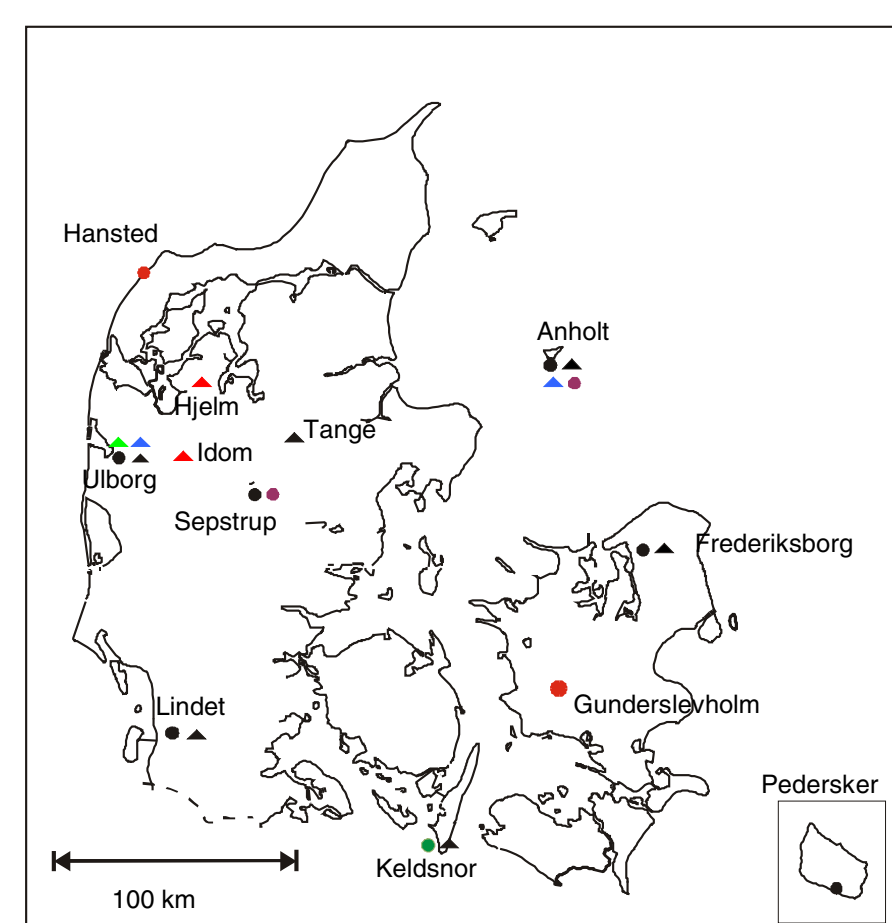 Hansted
Anholt
Hjelm
Tange
Idom
Ulborg
Sepstrup
Frederiksborg
Lindet
Gunderslevholm
Pedersker
Keldsnor
100 km